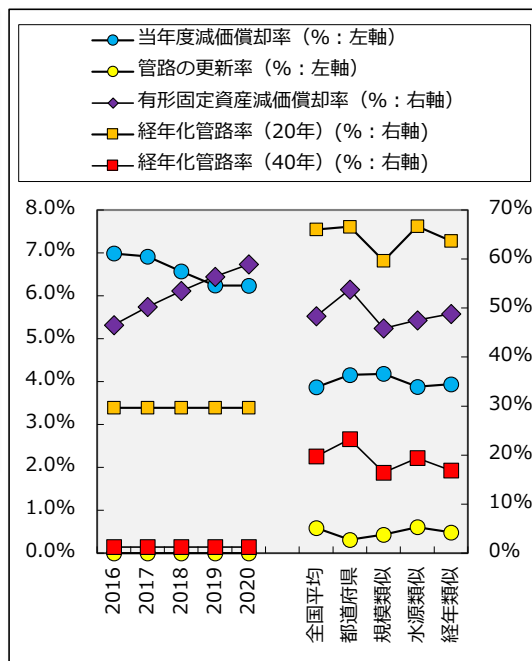 当年度減価償却率（%：左軸）
管路の更新率（%：左軸）
有形固定資産減価償却率（%：右軸）
経年化管路率（20年）(%：右軸)
経年化管路率（40年）(%：右軸)
8.0%
7.0%
6.0%
5.0%
4.0%
3.0%
2.0%
1.0%
0.0%
70%
60%
50%
40%
30%
20%
10%
0%
2016
2017
2018
2019
2020
全国平均
都道府県
規模類似
水源類似
経年類似